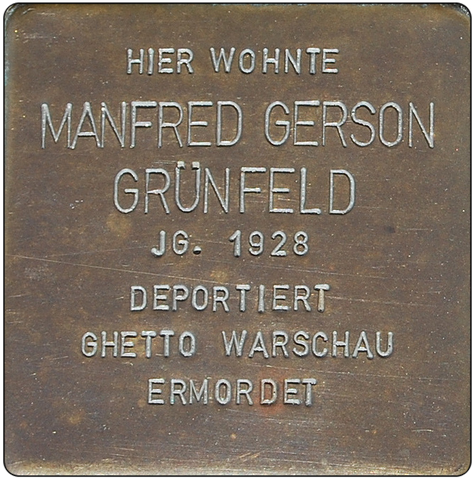 HIER WOHNTE
MANFRED GERSON
GRÜNFELD
JG. 1928
DEPORTIERT
GHETTO WARSCHAU
ERMORDET